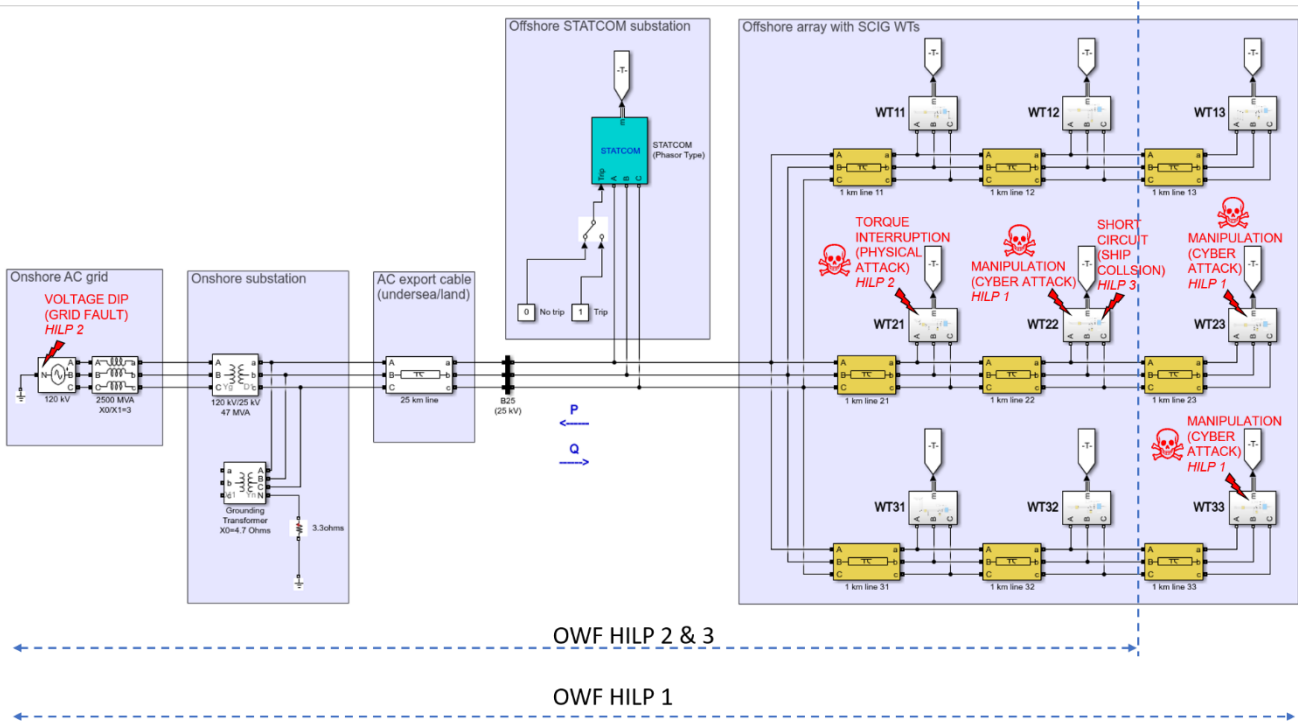 Offshore STATCOM substation
-T-
m
STATCOM
STATCOM
(Phasor Type)
Trip
A
B
C
0
No trip
1
Trip
Offshore array with SCIG WTs
-T-
-T-
-T-
WT11
m
A B C
WT12
m
A B C
WT13
m
A B C
A a
B b
C c
1 km line 11
A a
B b
C c
1 km line 12
A a
B b
C c
1 km line 13
TORQUE
INTERRUPTION
(PHYSICAL
ATTACK)
HILP 2
MANIPULATION
(CYBER ATTACK)
HILP 1
SHORT
CIRCUIT
(SHIP
COLLSION)
HILP 3
MANIPULATION
(CYBER
ATTACK)
HILP 1
-T-
-T-
-T-
WT21
m
A B C
WT22
m
A B C
WT23
m
A B C
A a
B b
C c
1 km line 21
A a
B b
C c
1 km line 22
A a
B b
C c
1 km line 23
MANIPULATION
(CYBER
ATTACK)
HILP 1
-T-
-T-
-T-
WT31
m
A B C
WT32
m
A B C
WT33
m
A B C
A a
B b
C c
1 km line 31
A a
B b
C c
1 km line 32
A a
B b
C c
1 km line 33
Onshore AC grid
VOLTAGE DIP
(GRID FAULT)
HILP 2
N
A
B
C
120 kV
A a
B b
C c
2500 MVA
X0/X1=3
Onshore substation
A a
B b
C c
Yg
120 kV/25 kV
47 MVA
a A
b B
c C
N
Yn
Grounding
Transformer
X0=4.7 Ohms
3.3ohms
AC export cable
(undersea/land)
A a
B b
C c
25 km line
B25
(25 kV)
P
<------
Q
------>
OWF HILP 2 & 3
OWF HILP 1